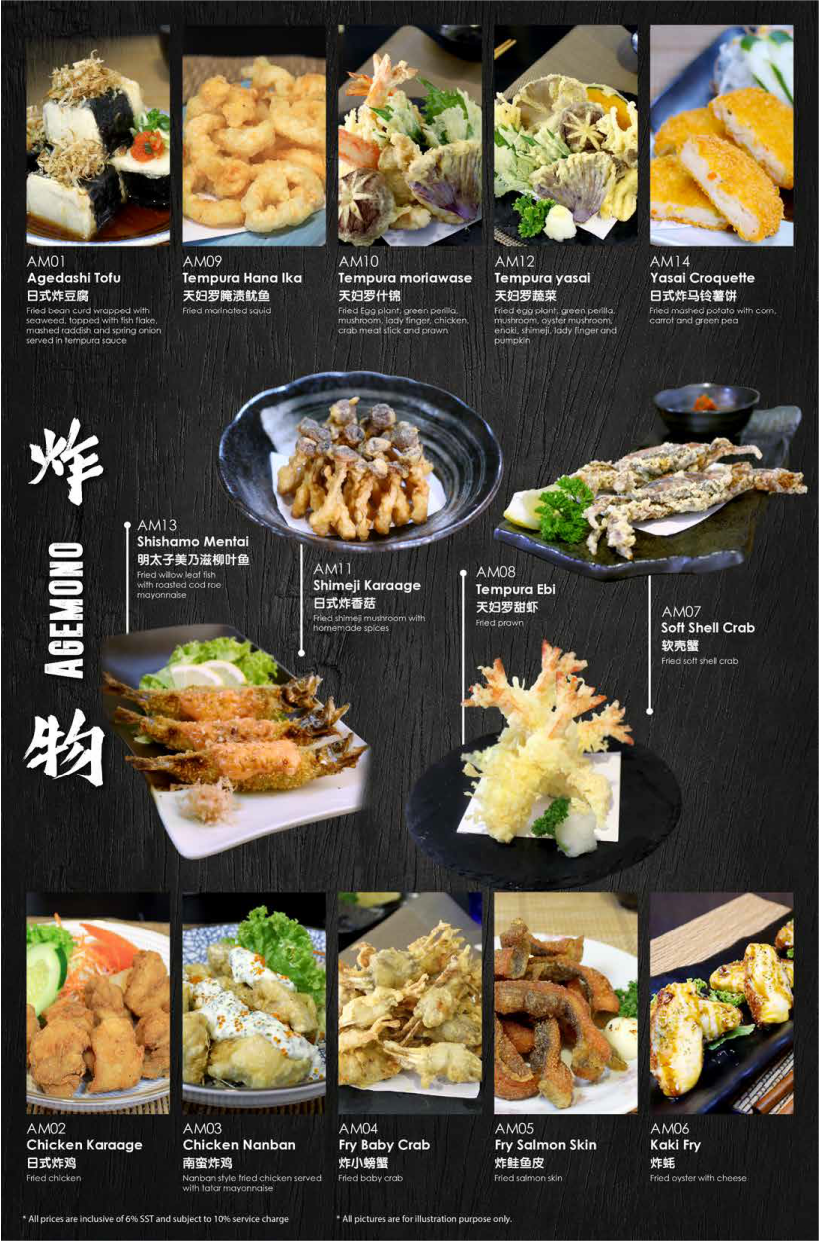 AM01
Agedashi Tofu
日式炸豆腐
Fried bean curd wrapped with
seaweed, topped with fish flake,
mashed raddish and spring onion
served in tempura sauce
AM09
Tempura Hana Ika
天妇罗腌渍鱿鱼
Fried marinated squid
AM10
Tempura moriawase
天妇罗什锦
Fried Egg plant, green perilla,
mushroom, lady finger, chicken,
crab meat stick and prawn
AM12
Tempura yasai
天妇罗蔬菜
Fried egg plant, green perilla,
mushroom, oyster mushroom,
enoki, shimeji, lady finger and
pumpkin
AM14
Yasai Croquette
日式炸马铃薯饼
Fried mashed potato with corn,
carrot and green pea
炸
AGEMONO
物
AM13
Shishamo Mentai
明太子美乃滋柳叶鱼
Fried willow leaf fish
with roasted cod roe
mayonnaise
AM11
Shimeji Karaage
日式炸香菇
Fried shimeji mushroom with
homemade spices
AM08
Tempura Ebi
天妇罗甜虾
Fried prawn
AM07
Soft Shell Crab
软壳蟹
Fried soft shell crab
AM02
Chicken Karaage
日式炸鸡
Fried chicken
AM03
Chicken Nanban
南蛮炸鸡
Nanban style fried chicken served
with tatar mayonnaise
AM04
Fry Baby Crab
炸小螃蟹
Fried baby crab
AM05
Fry Salmon Skin
炸鲑鱼皮
Fried salmon skin
AM06
Kaki Fry
炸蚝
Fried oyster with cheese
* All prices are inclusive of 6% SST and subject to 10% service charge
* All pictures are for illustration purpose only.